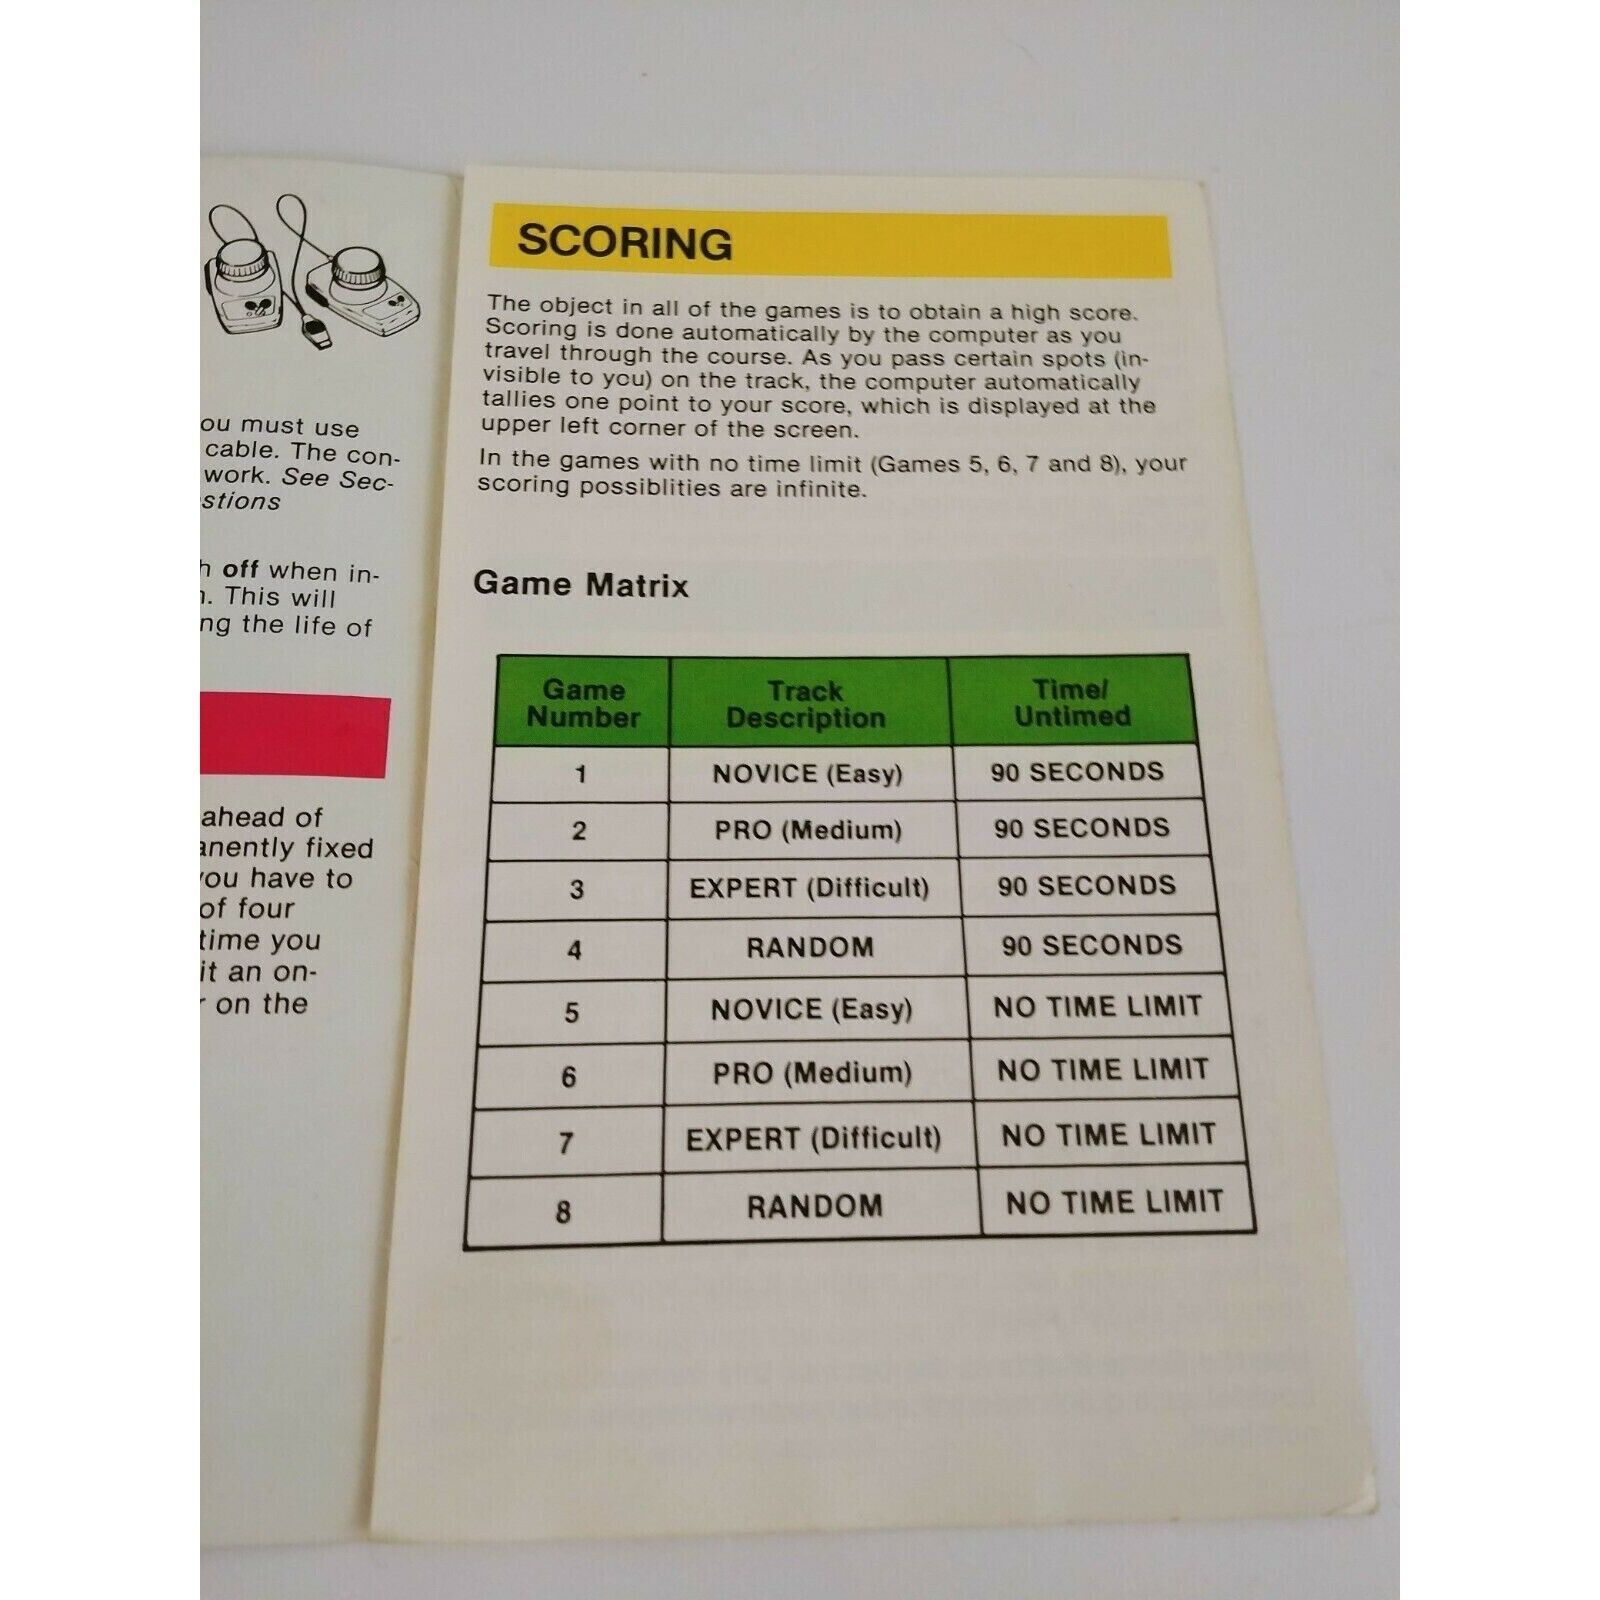 ou must use
cable. The con-
work. See Sec-
stions
h off when in-
n. This will
ng the life of
ahead of
anently fixed
you have to
of four
time you
it an on-
r on the
SCORING
The object in all of the games is to obtain a high score.
Scoring is done automatically by the computer as you
travel through the course. As you pass certain spots (in-
visible to you) on the track, the computer automatically
tallies one point to your score, which is displayed at the
upper left corner of the screen.
In the games with no time limit (Games 5, 6, 7 and 8), your
scoring possiblities are infinite.
Game Matrix
Game Number Track Description Time/ Untimed
1 NOVICE (Easy) 90 SECONDS
2 PRO (Medium) 90 SECONDS
3 EXPERT (Difficult) 90 SECONDS
4 RANDOM 90 SECONDS
5 NOVICE (Easy) NO TIME LIMIT
6 PRO (Medium) NO TIME LIMIT
7 EXPERT (Difficult) NO TIME LIMIT
8 RANDOM NO TIME LIMIT